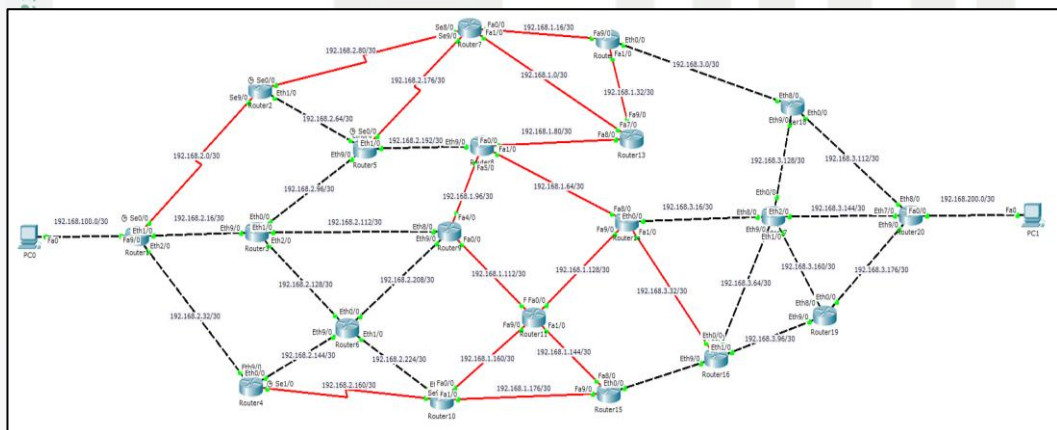 Se8/0
Fa0/0
Se9/0
Fa1/0
Router7
192.168.1.16/30
Fa9/0
Eth0/0
Fa1/0
192.168.2.80/30
192.168.2.176/30
192.168.1.0/30
192.168.1.32/30
192.168.3.0/30
Se0/0
Se9/0
Eth1/0
Router2
192.168.2.64/30
Se0/0
Eth1/0
Eth9/0
Router5
192.168.2.192/30
Eth9/0
Fa0/0
Fa1/0
Fa5/0
192.168.1.80/30
Fa9/0
Fa7/0
Fa8/0
Router13
Eth8/0
Eth0/0
Eth9/0
192.168.3.128/30
192.168.3.112/30
192.168.2.0/30
192.168.2.96/30
192.168.1.96/30
192.168.1.64/30
192.168.100.0/30
Fa0
PC0
Se0/0
Eth1/0
Fa9/0
Eth2/0
192.168.2.16/30
Eth9/0
Eth0/0
Eth1/0
Eth2/0
192.168.2.112/30
Fa4/0
Eth8/0
Eth9/0
Fa0/0
Router9
Fa8/0
Eth0/0
Fa9/0
Fa1/0
192.168.3.16/30
Eth0/0
Eth8/0
Eth2/0
Eth9/0
Eth1/0
192.168.3.144/30
Eth8/0
Eth7/0
Fa0/0
Eth9/0
Router20
192.168.200.0/30
Fa0
PC1
192.168.2.32/30
192.168.2.128/30
192.168.2.208/30
192.168.1.112/30
192.168.1.128/30
192.168.3.32/30
192.168.3.64/30
192.168.3.160/30
192.168.3.176/30
Eth0/0
Eth9/0
Eth1/0
Router6
Fa0/0
Fa9/0
Fa1/0
Eth0/0
Eth8/0
Eth9/0
Router19
192.168.2.144/30
192.168.2.224/30
192.168.1.160/30
192.168.1.144/30
192.168.3.96/30
Eth0/0
Eth1/0
Eth9/0
Router16
Eth0/0
Se1/0
Router4
192.168.2.160/30
Fa0/0
Fa1/0
Router10
192.168.1.176/30
Fa8/0
Eth0/0
Fa9/0
Router15